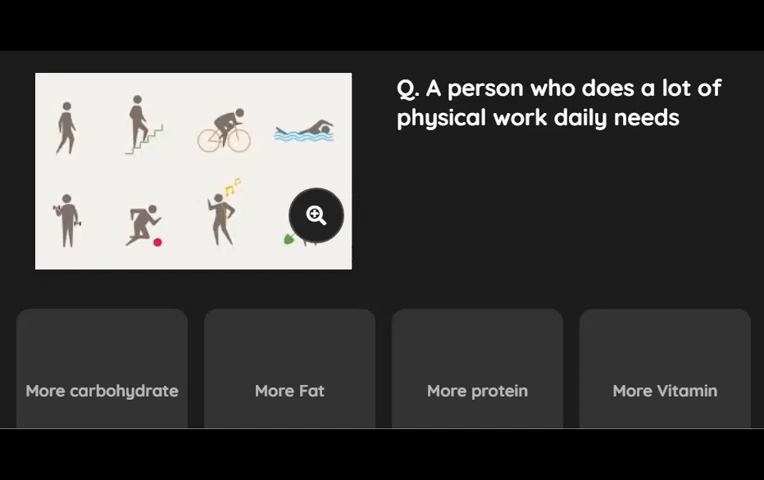 Q. A person who does a lot of
physical work daily needs
More carbohydrate
More Fat
More protein
More Vitamin